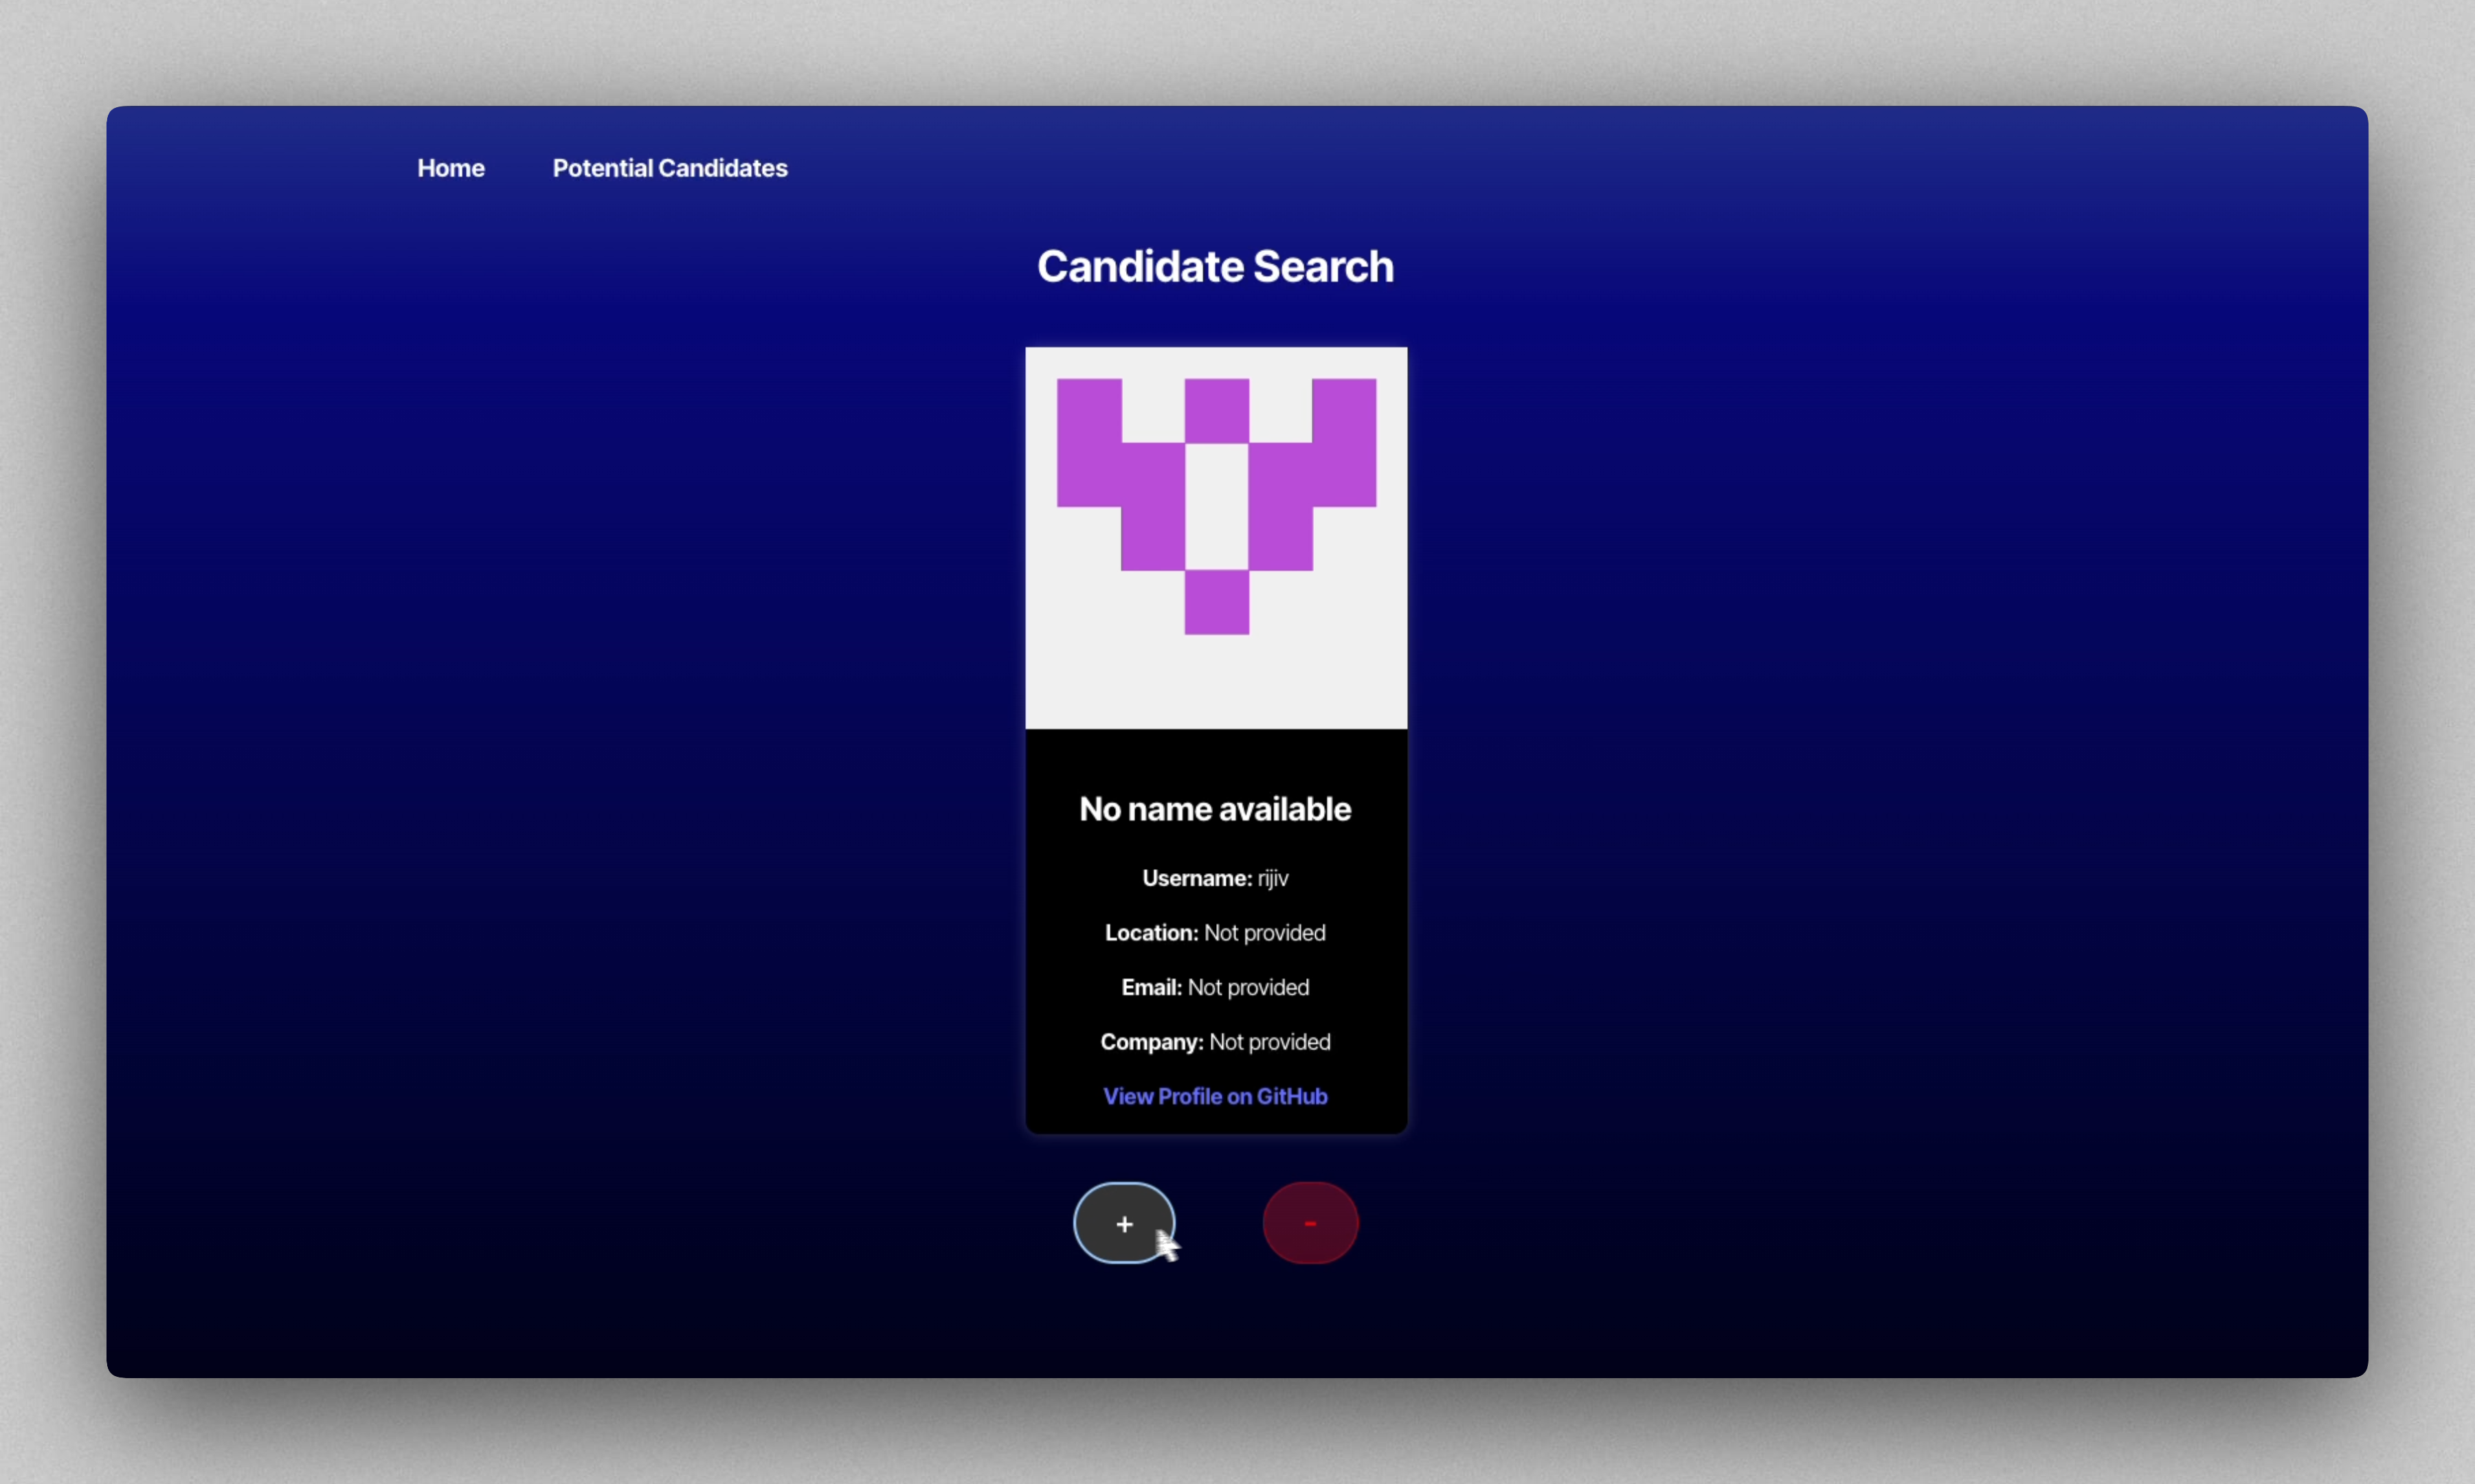 Home Potential Candidates
Candidate Search
No name available
Username: rijiv
Location: Not provided
Email: Not provided
Company: Not provided
View Profile on GitHub
+ -